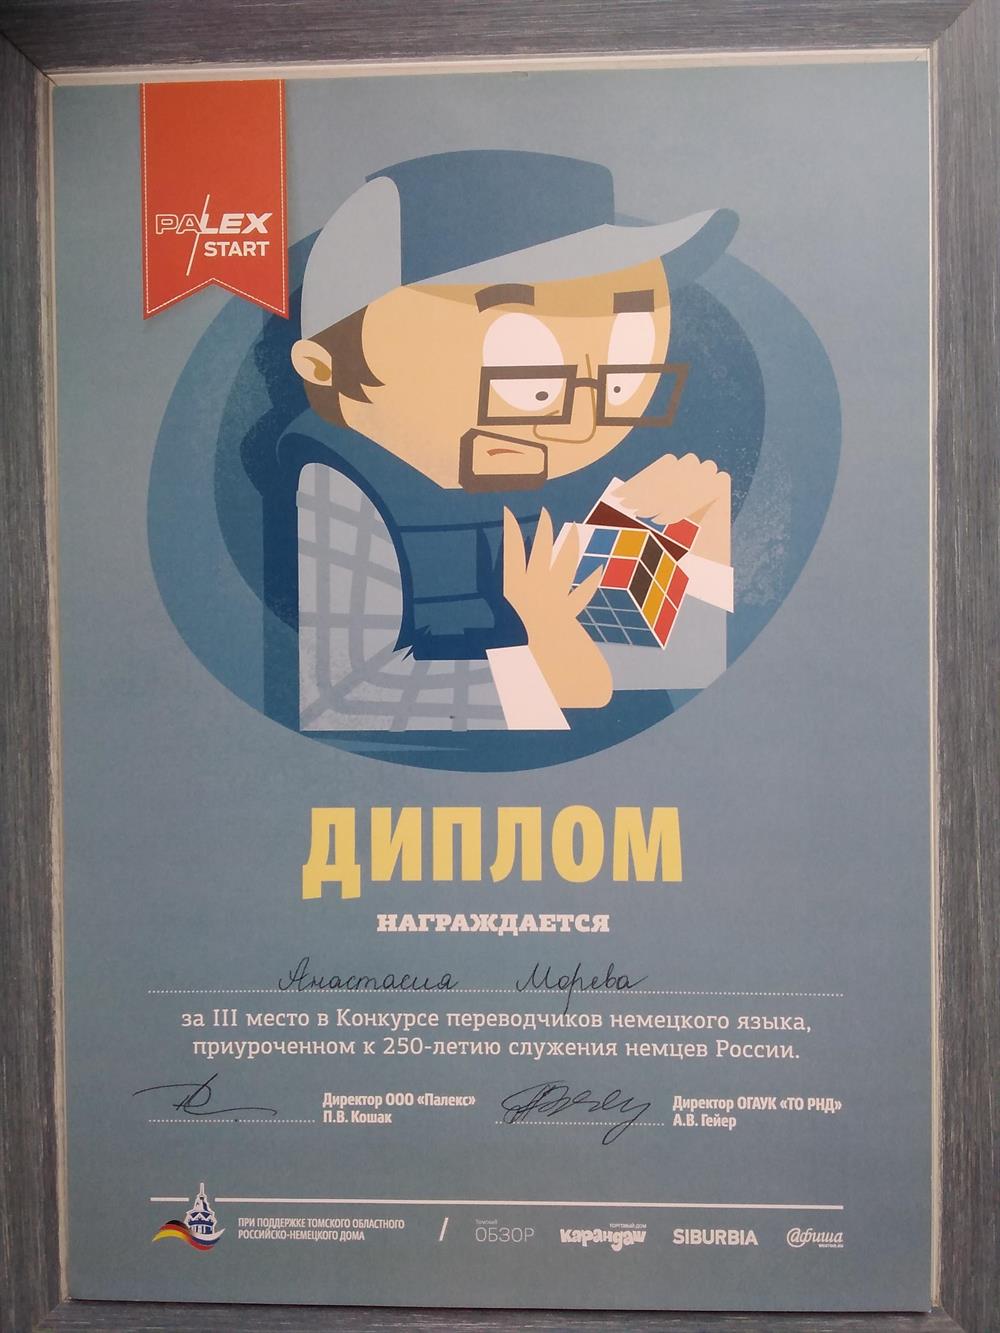 PALEX
START
ДИПЛОМ
НАГРАЖДАЕТСЯ
Анастасия Морева
за III место в Конкурсе переводчиков немецкого языка,
приуроченном к 250-летию служения немцев России.
Директор ООО «Палекс»
П.В. Кошак
Директор ОГАУК «ТО РНД»
А.В. Гейер
ПРИ ПОДДЕРЖКЕ ТОМСКОГО ОБЛАСТНОГО
РОССИЙСКО-НЕМЕЦКОГО ДОМА
/
Томский
ОБЗОР
ТОРГОВЫЙ ДОМ
карандаш
SIBURBIA
@фиша